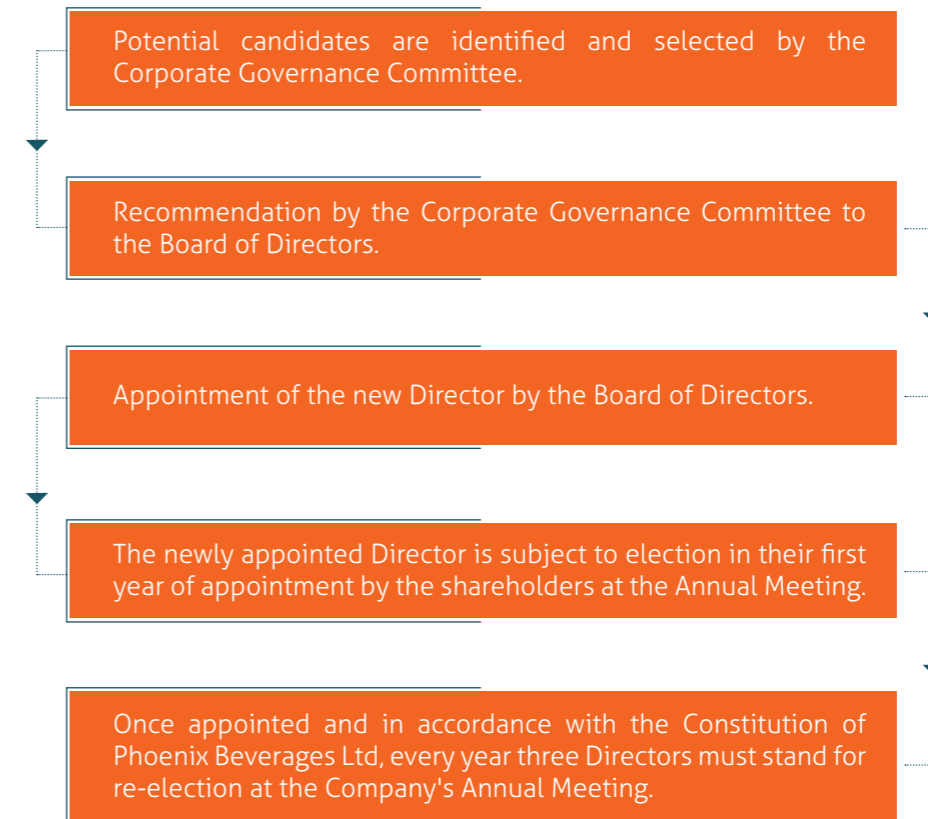 Potential candidates are identified and selected by the
Corporate Governance Committee.
Recommendation by the Corporate Governance Committee to
the Board of Directors.
Appointment of the new Director by the Board of Directors.
The newly appointed Director is subject to election in their first
year of appointment by the shareholders at the Annual Meeting.
Once appointed and in accordance with the Constitution of
Phoenix Beverages Ltd, every year three Directors must stand for
re-election at the Company's Annual Meeting.